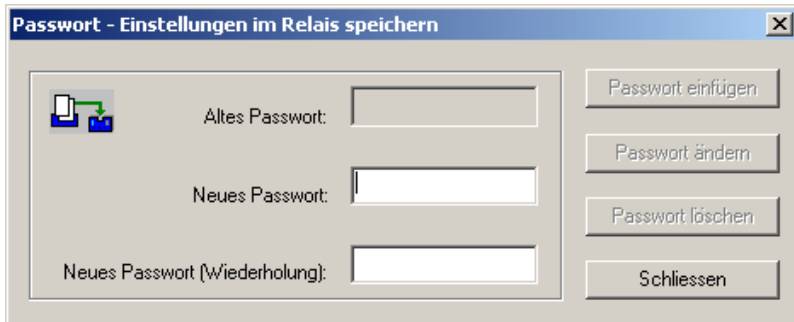 Passwort - Einstellungen im Relais speichern
Altes Passwort:
Neues Passwort:
Neues Passwort (Wiederholung):
Passwort einfügen
Passwort ändern
Passwort löschen
Schliessen